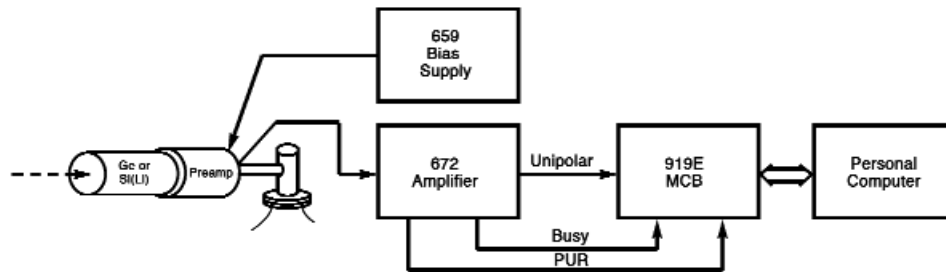 659
Bias
Supply
Ge or
Si(Li)
Preamp
672
Amplifier
Unipolar
919E
MCB
Personal
Computer
Busy
PUR